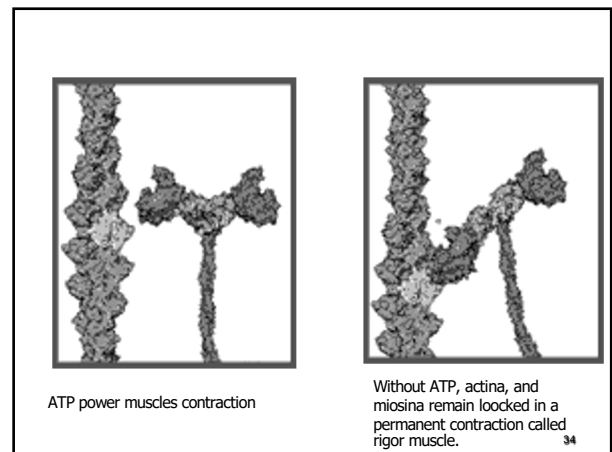 ATP power muscles contraction
Without ATP, actina, and
miosina remain loocked in a
permanent contraction called
rigor muscle.
34